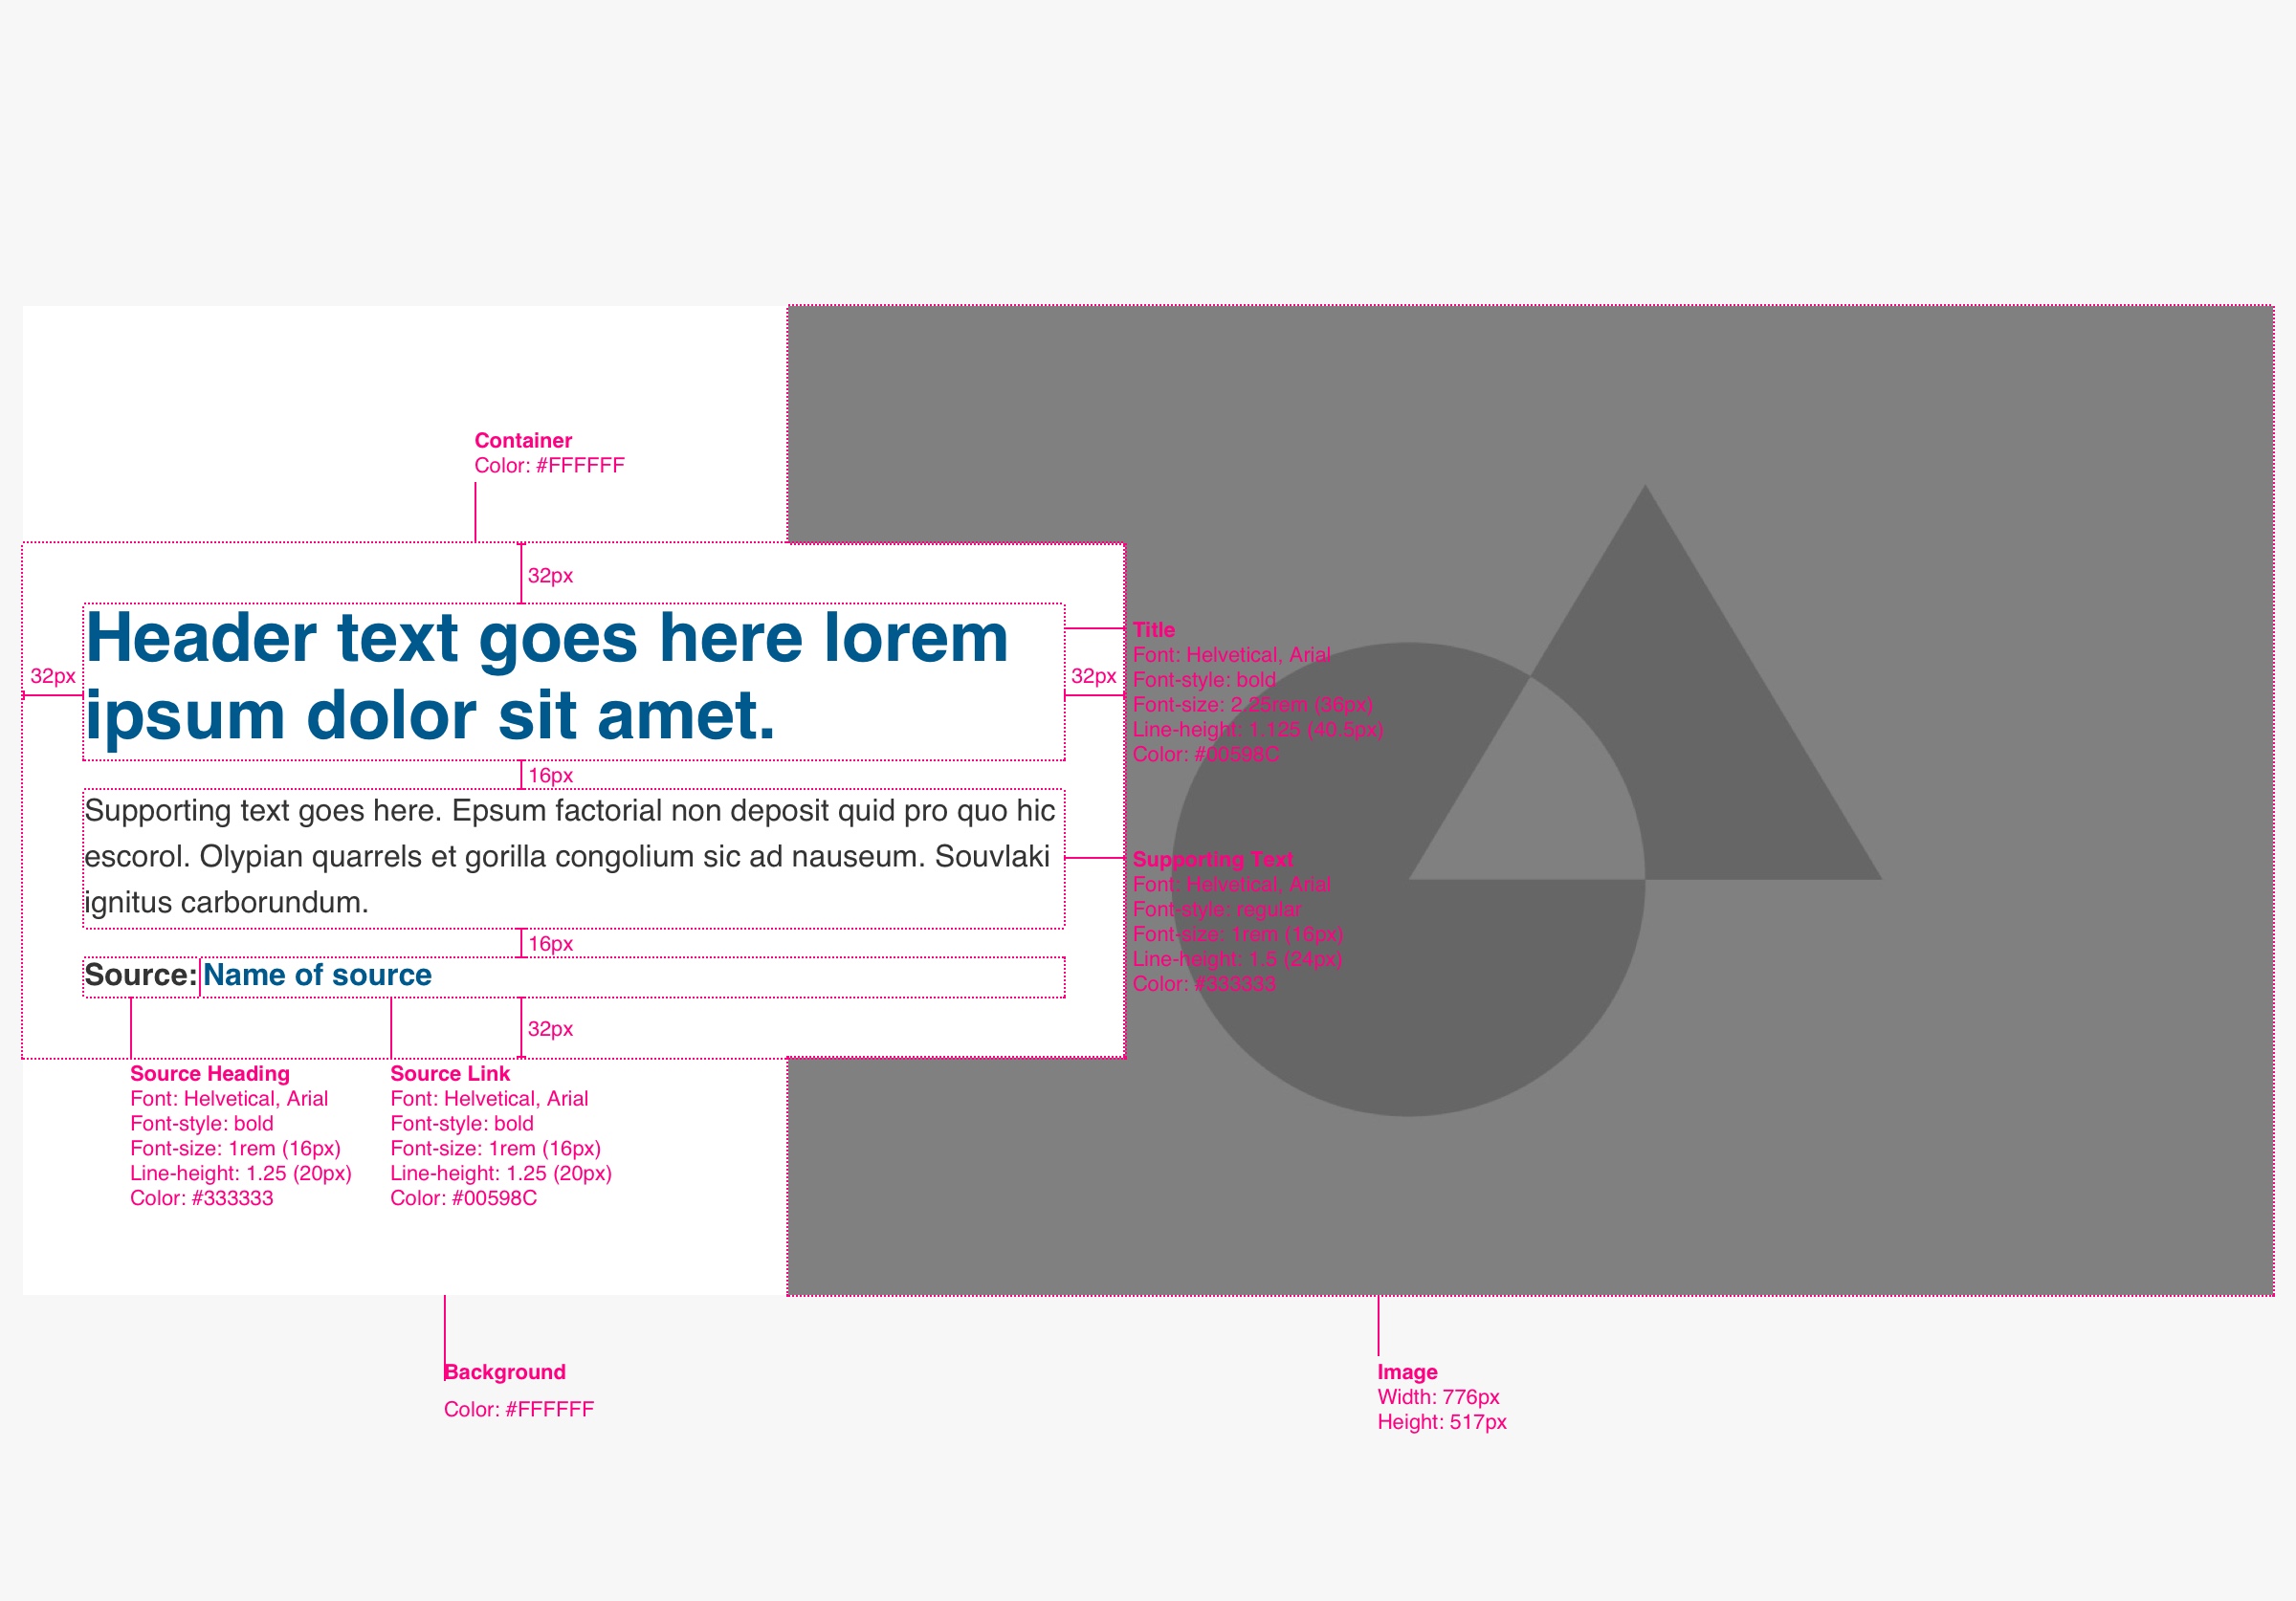 Container
Color: #FFFFFF
32px
Header text goes here lorem
ipsum dolor sit amet.
32px
32px
Title
Font: Helvetical, Arial
Font-style: bold
Font-size: 2.25rem (36px)
Line-height: 1.125 (40.5px)
Color: #00598C
16px
Supporting text goes here. Epsum factorial non deposit quid pro quo hic
escorol. Olypian quarrels et gorilla congolium sic ad nauseum. Souvlaki
ignitus carborundum.
Supporting Text
Font: Helvetical, Arial
Font-style: regular
Font-size: 1rem (16px)
Line-height: 1.5 (24px)
Color: #333333
16px
Source: Name of source
32px
Source Heading
Font: Helvetical, Arial
Font-style: bold
Font-size: 1rem (16px)
Line-height: 1.25 (20px)
Color: #333333
Source Link
Font: Helvetical, Arial
Font-style: bold
Font-size: 1rem (16px)
Line-height: 1.25 (20px)
Color: #00598C
Background
Color: #FFFFFF
Image
Width: 776px
Height: 517px